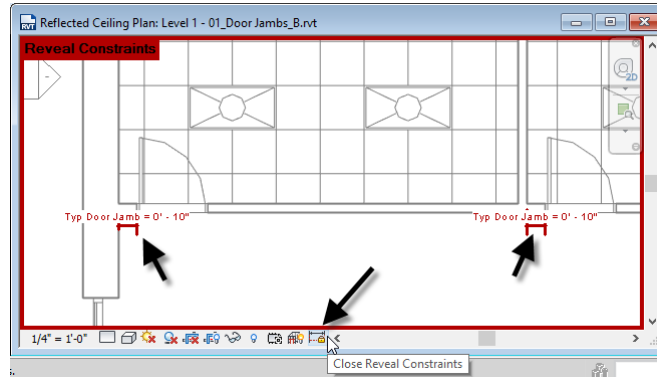 RVT
Reflected Ceiling Plan: Level 1 - 01_Door Jambs_B.rvt
Reveal Constraints
2D
Typ Door Jamb = 0' - 10"
Typ Door Jamb = 0' - 10"
1/4" = 1'-0"
Close Reveal Constraints